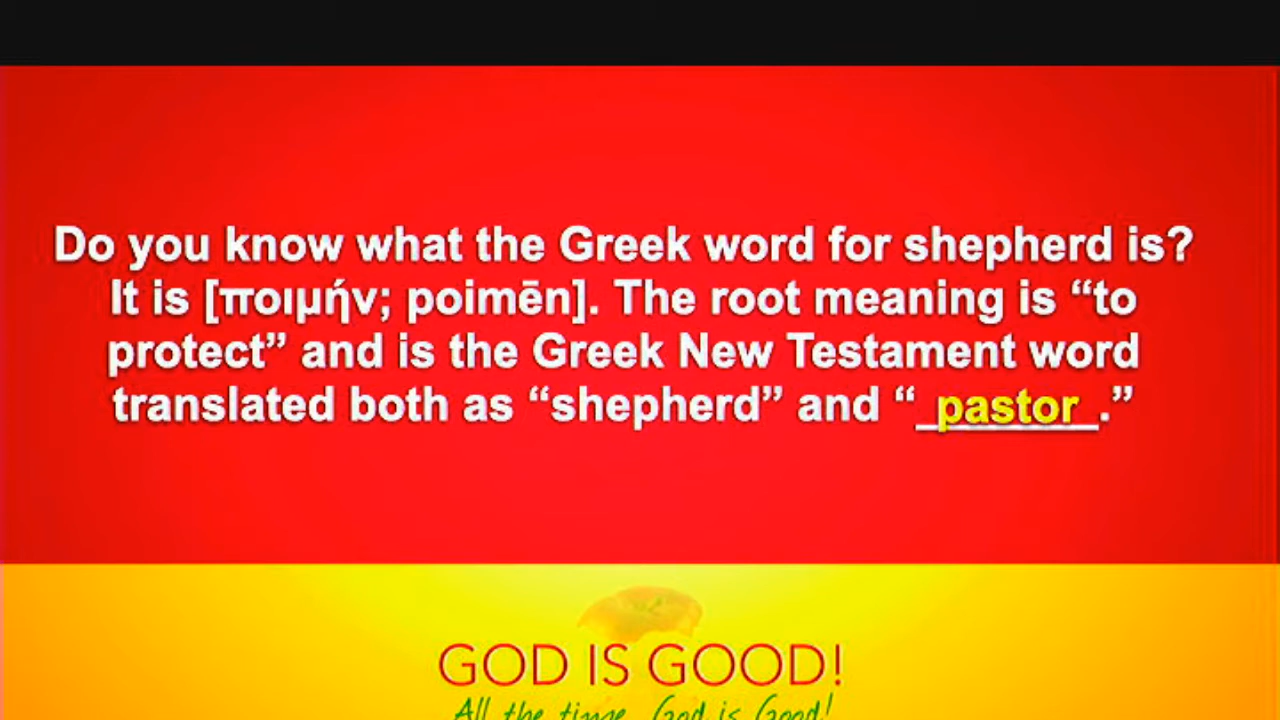 Do you know what the Greek word for shepherd is?
It is [ποιμήν; poimēn]. The root meaning is “to
protect” and is the Greek New Testament word
translated both as “shepherd” and “_pastor_.”
GOD IS GOOD!
All the time, God is Good!